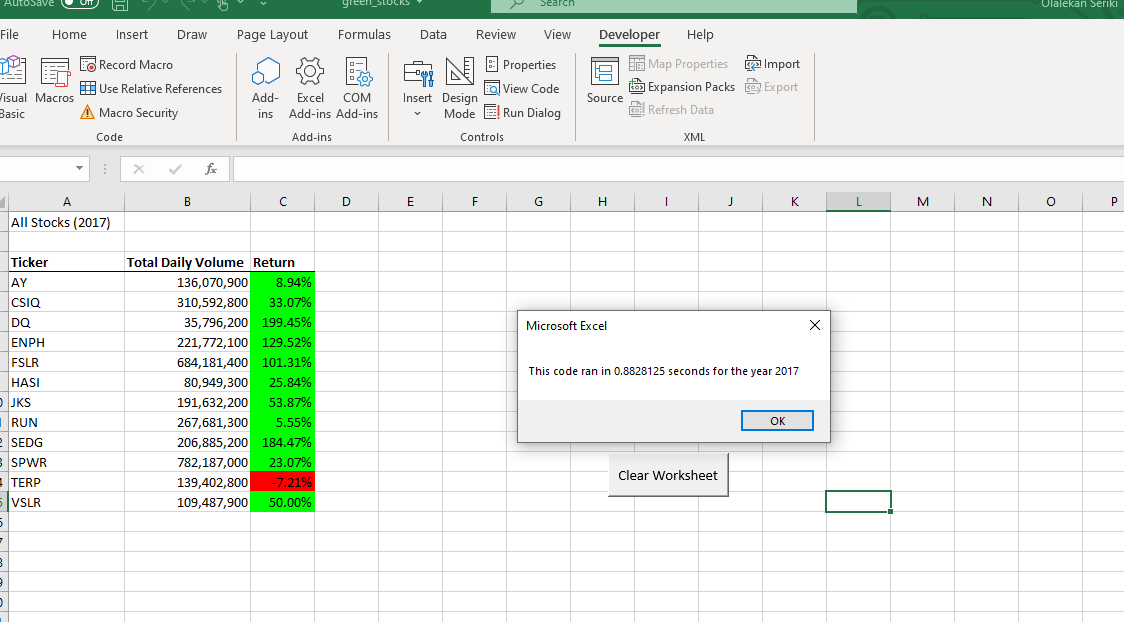 AutoSave Off green_stocks Search Olalekan Seriki
File Home Insert Draw Page Layout Formulas Data Review View Developer Help
Visual Basic
Macros
Record Macro
Use Relative References
Macro Security
Code
Add-ins
Excel Add-ins
COM Add-ins
Add-ins
Insert
Design Mode
Properties
View Code
Run Dialog
Controls
Source
Map Properties
Expansion Packs
Refresh Data
Import
Export
XML
fx
A B C D E F G H I J K L M N O P
All Stocks (2017)
Ticker Total Daily Volume Return
AY 136,070,900 8.94%
CSIQ 310,592,800 33.07%
DQ 35,796,200 199.45%
ENPH 221,772,100 129.52%
FSLR 684,181,400 101.31%
HASI 80,949,300 25.84%
JKS 191,632,200 53.87%
RUN 267,681,300 5.55%
SEDG 206,885,200 184.47%
SPWR 782,187,000 23.07%
TERP 139,402,800 -7.21%
VSLR 109,487,900 50.00%
Microsoft Excel
This code ran in 0.8828125 seconds for the year 2017
OK
Clear Worksheet